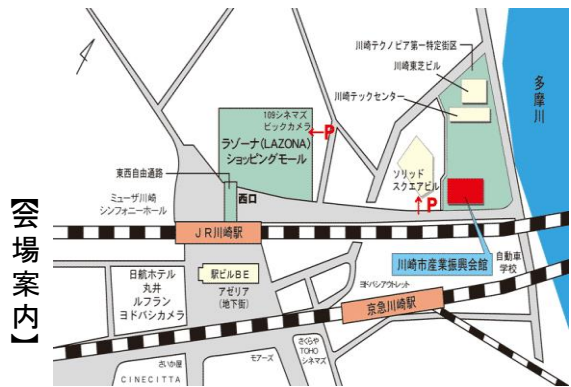 【会場案内】
川崎テクノピア第一特定街区
川崎東芝ビル
川崎テックセンター
多摩川
109シネマズ
ビックカメラ
ラゾーナ(LAZONA)
ショッピングモール
P
ソリッド
スクエアビル
P
東西自由通路
ミューザ川崎
シンフォニーホール
西口
JR川崎駅
川崎市産業振興会館
自動車
学校
日航ホテル
丸井
ルフラン
ヨドバシカメラ
駅ビルBE
アゼリア
(地下街)
ヨドバシアウトレット
京急川崎駅
さいか屋
CINECITTA
モアーズ
さくらや
TOHO
シネマズ